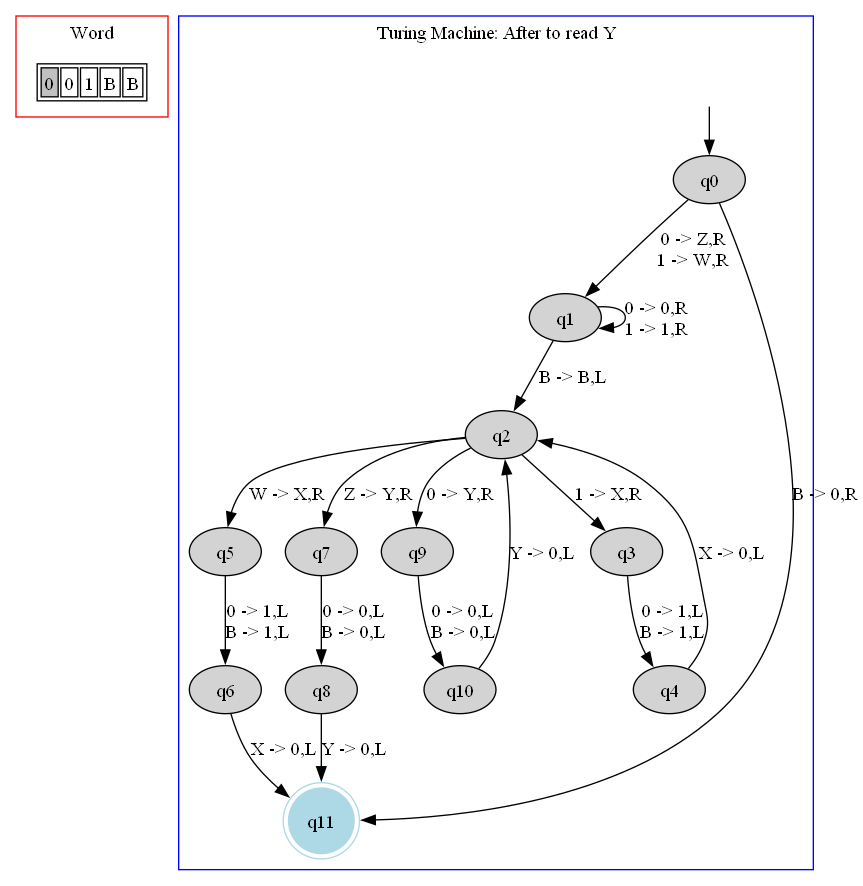 Word
0 0 1 B B
Turing Machine: After to read Y
q0
0 -> Z,R
1 -> W,R
q1
0 -> 0,R
1 -> 1,R
B -> B,L
q2
W -> X,R
Z -> Y,R
0 -> Y,R
1 -> X,R
B -> 0,R
q5
q7
q9
q3
Y -> 0,L
X -> 0,L
0 -> 1,L
B -> 1,L
0 -> 0,L
B -> 0,L
0 -> 0,L
B -> 0,L
0 -> 1,L
B -> 1,L
q6
q8
q10
q4
X -> 0,L
Y -> 0,L
q11